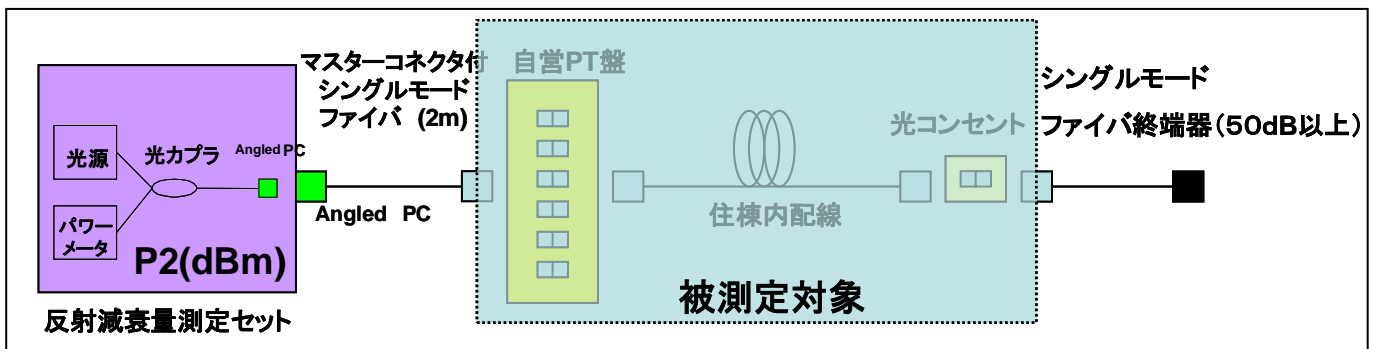 マスターコネクタ付
シングルモード
ファイバ (2m)
自営PT盤
シングルモード
ファイバ終端器(50dB以上)
光コンセント
光源
光カプラ
Angled PC
パワー
メータ
P2(dBm)
Angled PC
住棟内配線
被測定対象
反射減衰量測定セット